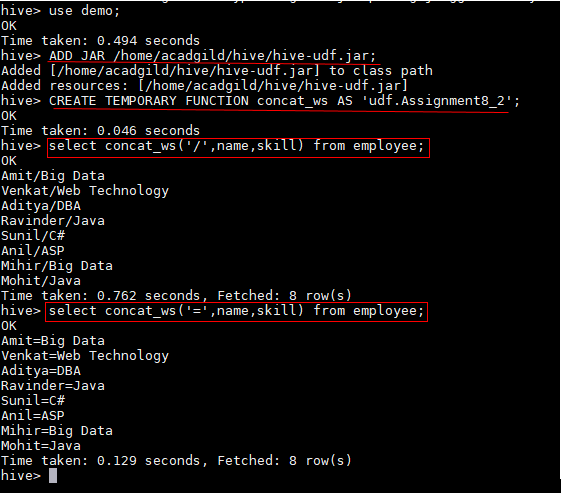 hive> use demo;
OK
Time taken: 0.494 seconds
hive> ADD JAR /home/acadgild/hive/hive-udf.jar;
Added [/home/acadgild/hive/hive-udf.jar] to class path
Added resources: [/home/acadgild/hive/hive-udf.jar]
hive> CREATE TEMPORARY FUNCTION concat_ws AS 'udf.Assignment8_2';
OK
Time taken: 0.046 seconds
hive> select concat_ws('/',name,skill) from employee;
OK
Amit/Big Data
Venkat/Web Technology
Aditya/DBA
Ravinder/Java
Sunil/C#
Anil/ASP
Mihir/Big Data
Mohit/Java
Time taken: 0.762 seconds, Fetched: 8 row(s)
hive> select concat_ws('=',name,skill) from employee;
OK
Amit=Big Data
Venkat=Web Technology
Aditya=DBA
Ravinder=Java
Sunil=C#
Anil=ASP
Mihir=Big Data
Mohit=Java
Time taken: 0.129 seconds, Fetched: 8 row(s)
hive>